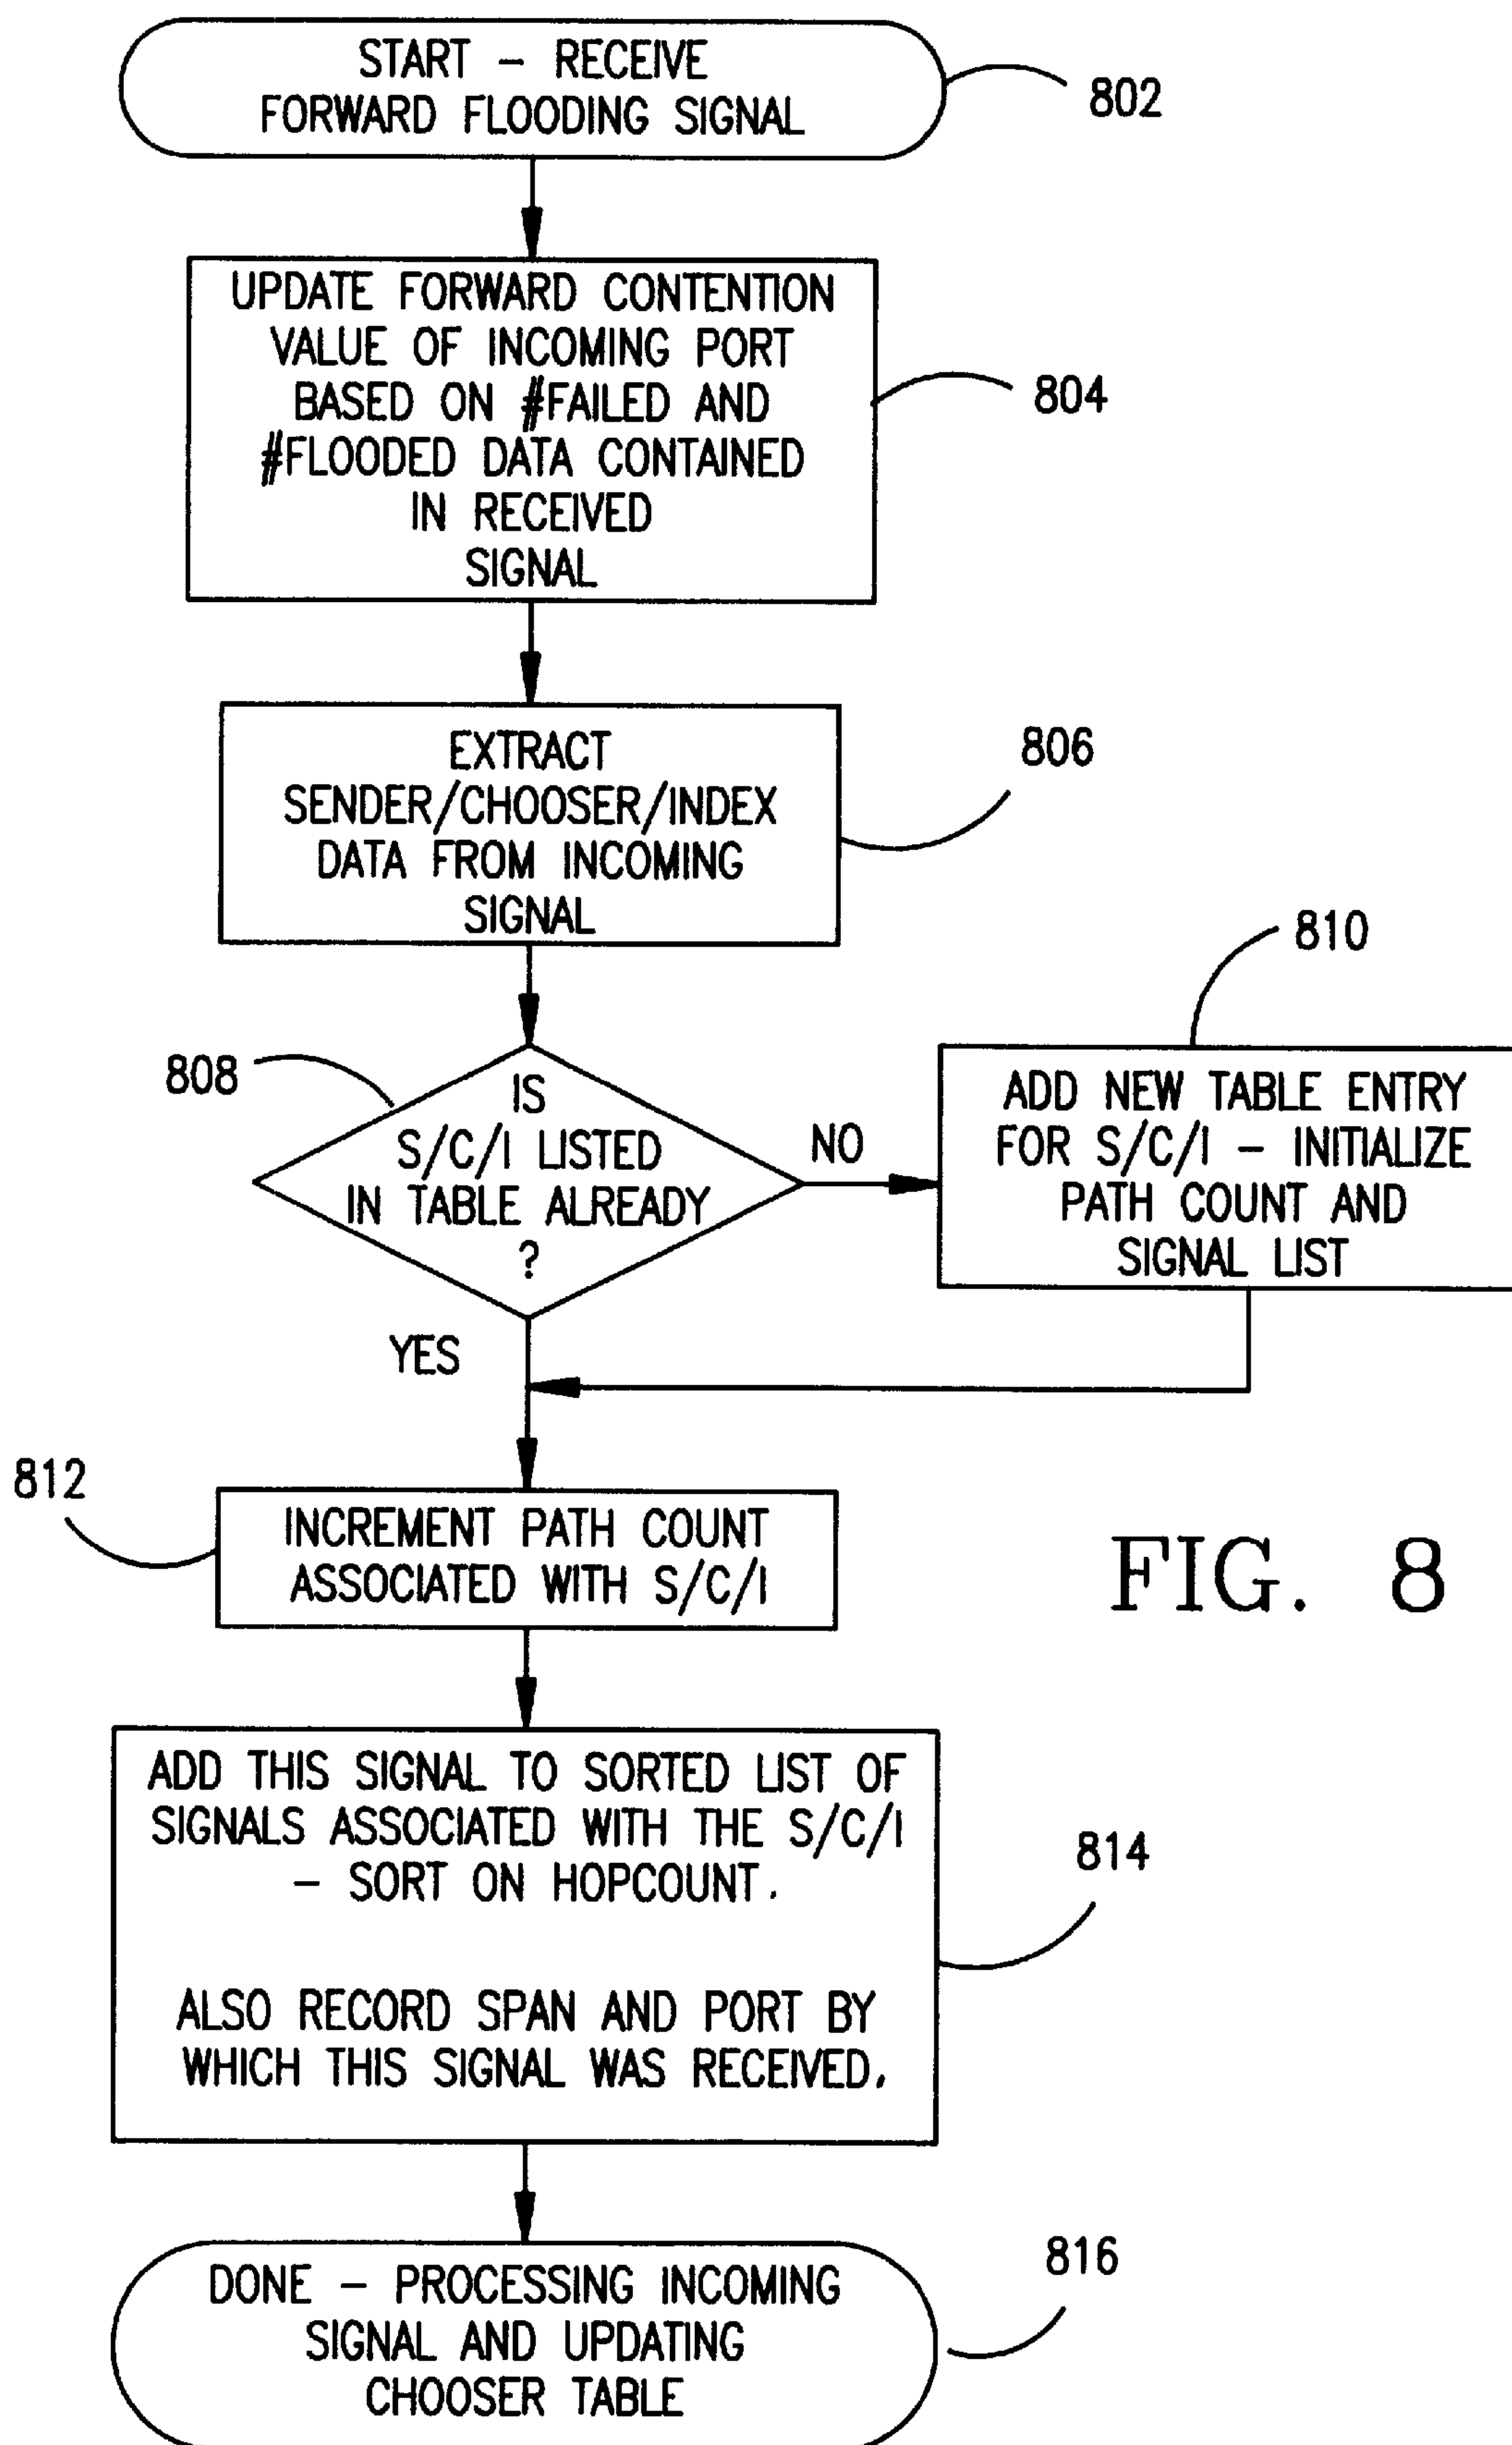 START - RECEIVE
FORWARD FLOODING SIGNAL
802
UPDATE FORWARD CONTENTION
VALUE OF INCOMING PORT
BASED ON #FAILED AND
#FLOODED DATA CONTAINED
IN RECEIVED
SIGNAL
804
EXTRACT
SENDER/CHOOSER/INDEX
DATA FROM INCOMING
SIGNAL
806
808
IS
S/C/I LISTED
IN TABLE ALREADY
?
NO
810
ADD NEW TABLE ENTRY
FOR S/C/I - INITIALIZE
PATH COUNT AND
SIGNAL LIST
YES
812
INCREMENT PATH COUNT
ASSOCIATED WITH S/C/I
FIG. 8
ADD THIS SIGNAL TO SORTED LIST OF
SIGNALS ASSOCIATED WITH THE S/C/I
- SORT ON HOPCOUNT.
ALSO RECORD SPAN AND PORT BY
WHICH THIS SIGNAL WAS RECEIVED.
814
DONE - PROCESSING INCOMING
SIGNAL AND UPDATING
CHOOSER TABLE
816